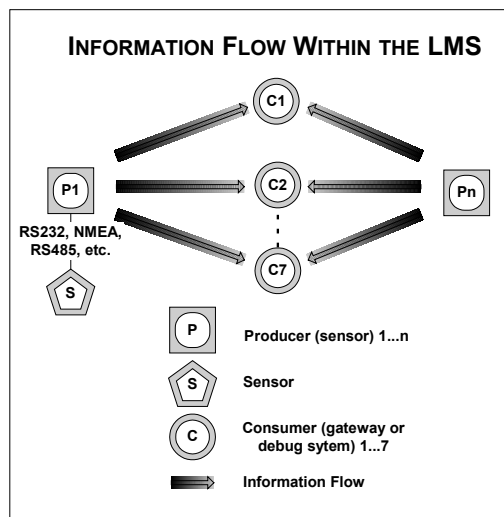 INFORMATION FLOW WITHIN THE LMS
C1
P1
C2
Pn
RS232, NMEA,
RS485, etc.
S
C7
P
Producer (sensor) 1...n
S
Sensor
C
Consumer (gateway or
debug sytem) 1...7
Information Flow